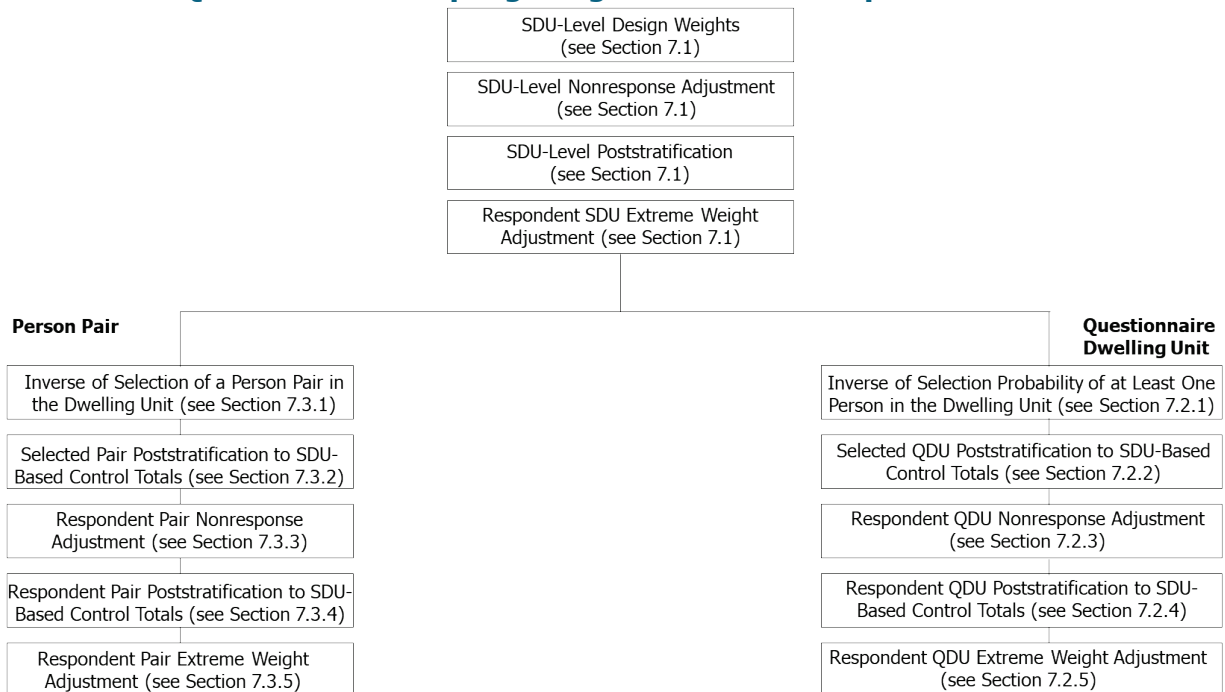 SDU-Level Design Weights
(see Section 7.1)
SDU-Level Nonresponse Adjustment
(see Section 7.1)
SDU-Level Poststratification
(see Section 7.1)
Respondent SDU Extreme Weight
Adjustment (see Section 7.1)
Person Pair
Inverse of Selection of a Person Pair in
the Dwelling Unit (see Section 7.3.1)
Selected Pair Poststratification to SDU-
Based Control Totals (see Section 7.3.2)
Respondent Pair Nonresponse
Adjustment (see Section 7.3.3)
Respondent Pair Poststratification to SDU-
Based Control Totals (see Section 7.3.4)
Respondent Pair Extreme Weight
Adjustment (see Section 7.3.5)
Questionnaire
Dwelling Unit
Inverse of Selection Probability of at Least One
Person in the Dwelling Unit (see Section 7.2.1)
Selected QDU Poststratification to SDU-Based
Control Totals (see Section 7.2.2)
Respondent QDU Nonresponse Adjustment
(see Section 7.2.3)
Respondent QDU Poststratification to SDU-
Based Control Totals (see Section 7.2.4)
Respondent QDU Extreme Weight Adjustment
(see Section 7.2.5)